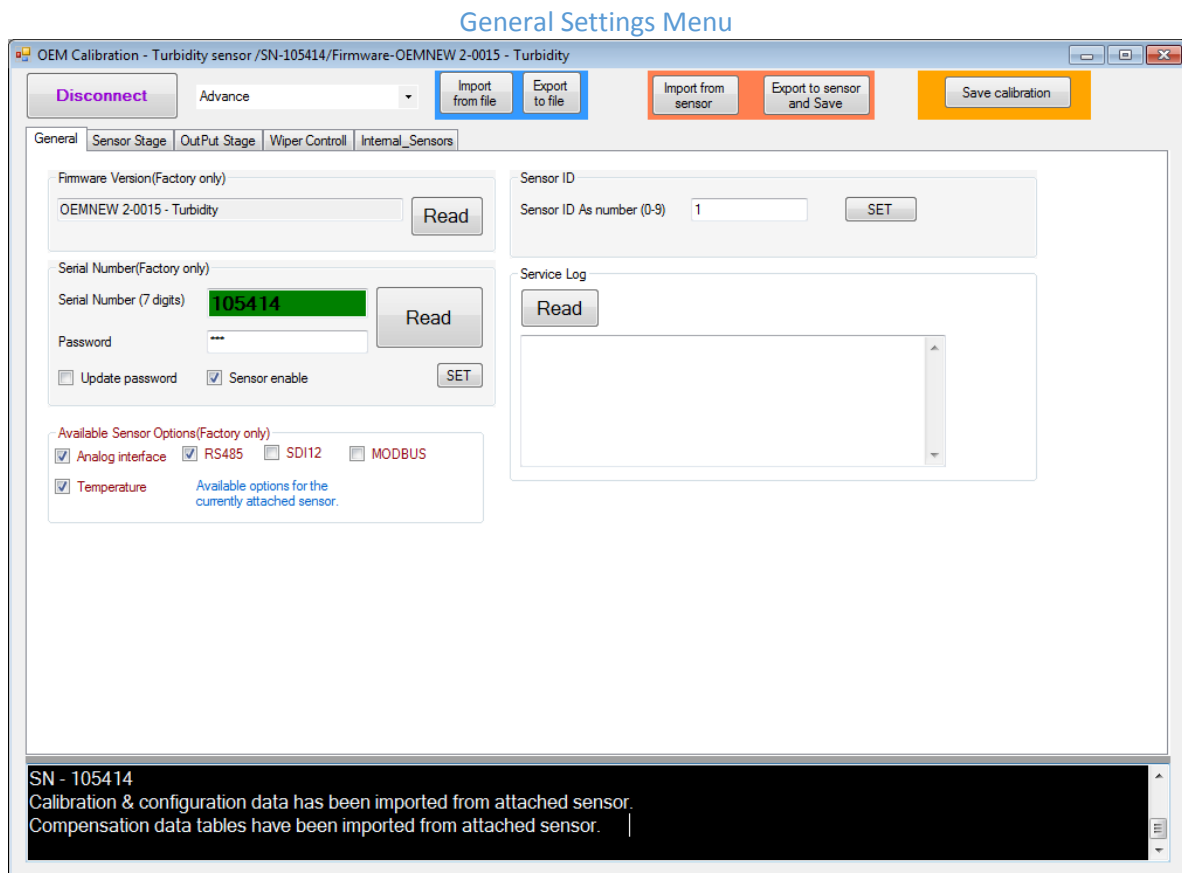 General Settings Menu
OEM Calibration - Turbidity sensor /SN-105414/Firmware-OEMNEW 2-0015 - Turbidity
Disconnect
Advance
Import
from file
Export
to file
Import from
sensor
Export to sensor
and Save
Save calibration
General
Sensor Stage
OutPut Stage
Wiper Controll
Internal_Sensors
Firmware Version(Factory only)
OEMNEW 2-0015 - Turbidity
Read
Sensor ID
Sensor ID As number (0-9)
1
SET
Serial Number(Factory only)
Serial Number (7 digits)
105414
Read
Password
***
Update password
Sensor enable
SET
Service Log
Read
Available Sensor Options(Factory only)
Analog interface
RS485
SDI12
MODBUS
Temperature
Available options for the
currently attached sensor.
SN - 105414
Calibration & configuration data has been imported from attached sensor.
Compensation data tables have been imported from attached sensor.